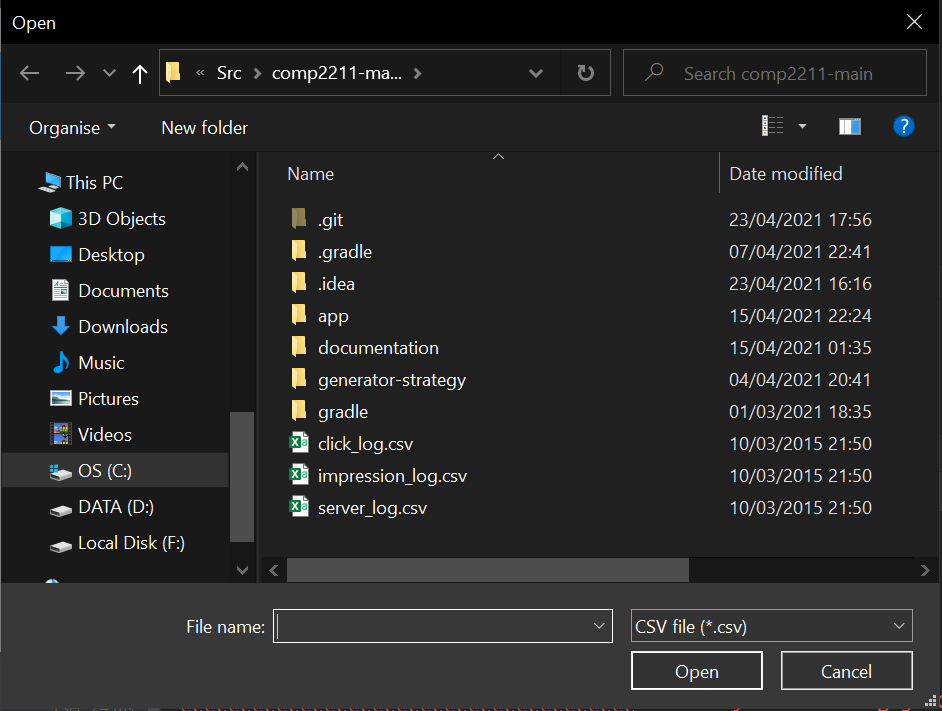 Open
« Src > comp2211-ma... >
Search comp2211-main
Organise
New folder
Name
Date modified
This PC
3D Objects
Desktop
Documents
Downloads
Music
Pictures
Videos
OS (C:)
DATA (D:)
Local Disk (F:)
.git 23/04/2021 17:56
.gradle 07/04/2021 22:41
.idea 23/04/2021 16:16
app 15/04/2021 22:24
documentation 15/04/2021 01:35
generator-strategy 04/04/2021 20:41
gradle 01/03/2021 18:35
click_log.csv 10/03/2015 21:50
impression_log.csv 10/03/2015 21:50
server_log.csv 10/03/2015 21:50
File name:
CSV file (*.csv)
Open
Cancel